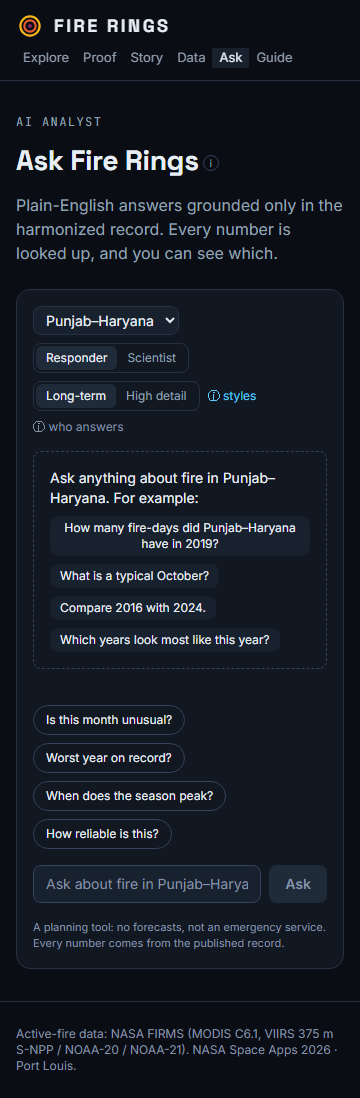 FIRE RINGS
Explore Proof Story Data Ask Guide
AI ANALYST
Ask Fire Rings ⓘ
Plain-English answers grounded only in the
harmonized record. Every number is
looked up, and you can see which.
Punjab–Haryana
Responder Scientist
Long-term High detail ⓘ styles
ⓘ who answers
Ask anything about fire in Punjab–
Haryana. For example:
How many fire-days did Punjab–Haryana
have in 2019?
What is a typical October?
Compare 2016 with 2024.
Which years look most like this year?
Is this month unusual?
Worst year on record?
When does the season peak?
How reliable is this?
Ask about fire in Punjab–Harya
Ask
A planning tool: no forecasts, not an emergency service.
Every number comes from the published record.
Active-fire data: NASA FIRMS (MODIS C6.1, VIIRS 375 m
S-NPP / NOAA-20 / NOAA-21). NASA Space Apps 2026 ·
Port Louis.